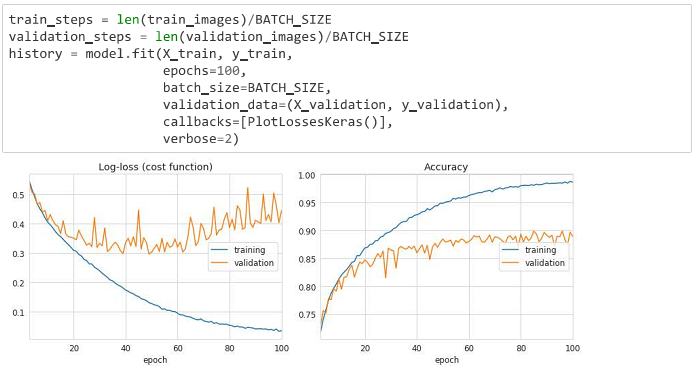 train_steps = len(train_images)/BATCH_SIZE
validation_steps = len(validation_images)/BATCH_SIZE
history = model.fit(X_train, y_train,
epochs=100,
batch_size=BATCH_SIZE,
validation_data=(X_validation, y_validation),
callbacks=[PlotLossesKeras()],
verbose=2)
Log-loss (cost function)
0.5
0.4
0.3
0.2
0.1
training
validation
20 40 60 80 100
epoch
Accuracy
1.00
0.95
0.90
0.85
0.80
0.75
training
validation
20 40 60 80 100
epoch